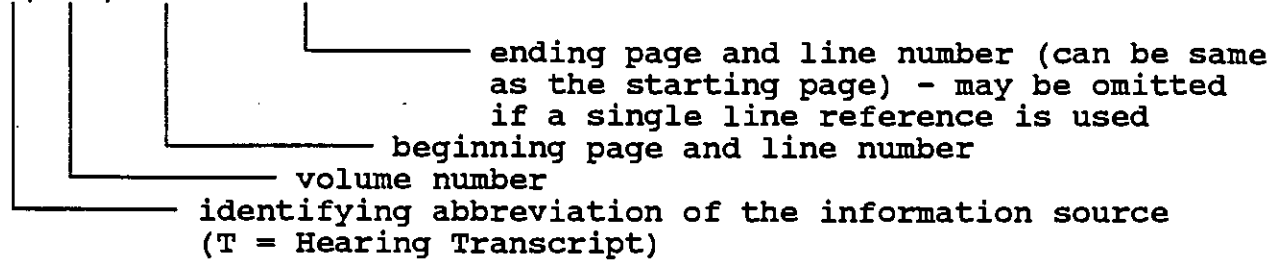 ending page and line number (can be same
as the starting page) - may be omitted
if a single line reference is used
beginning page and line number
volume number
identifying abbreviation of the information source
(T = Hearing Transcript)